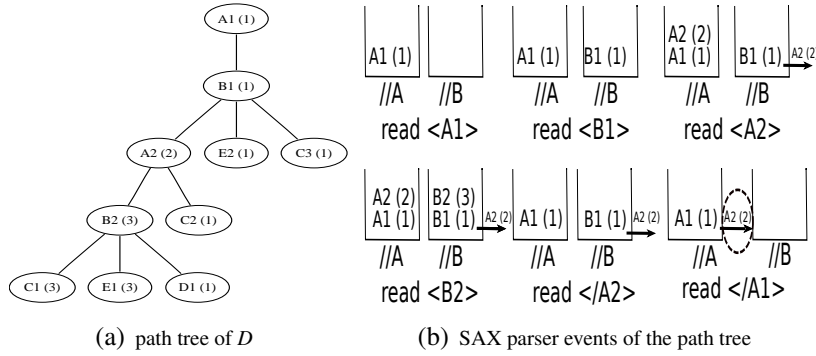 A1 (1)
B1 (1)
A2 (2)
E2 (1)
C3 (1)
B2 (3)
C2 (1)
C1 (3)
E1 (3)
D1 (1)
(a) path tree of D
A1 (1)
//A //B
read <A1>
A1 (1) B1 (1)
//A //B
read <B1>
A2 (2)
A1 (1) B1 (1) A2 (2)
//A //B
read <A2>
A2 (2) B2 (3)
A1 (1) B1 (1) A2 (2)
//A //B
read <B2>
A1 (1) B1 (1) A2 (2)
//A //B
read </A2>
A1 (1) A2 (2)
//A //B
read </A1>
(b) SAX parser events of the path tree